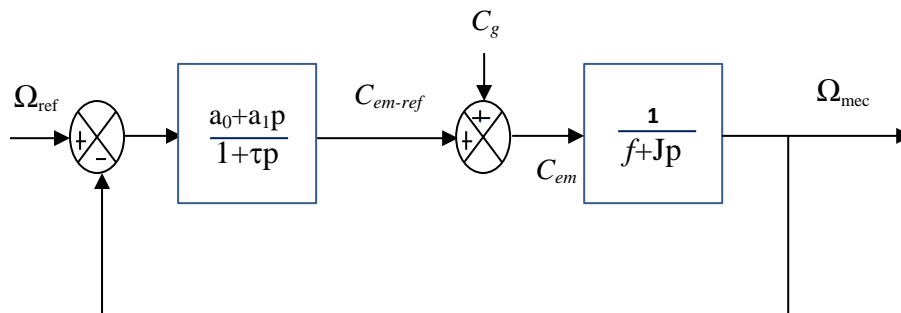 C_g
Ω_ref
+
-
a₀+a₁p
1+τp
C_em-ref
+
+
C_em
1
f+Jp
Ω_mec